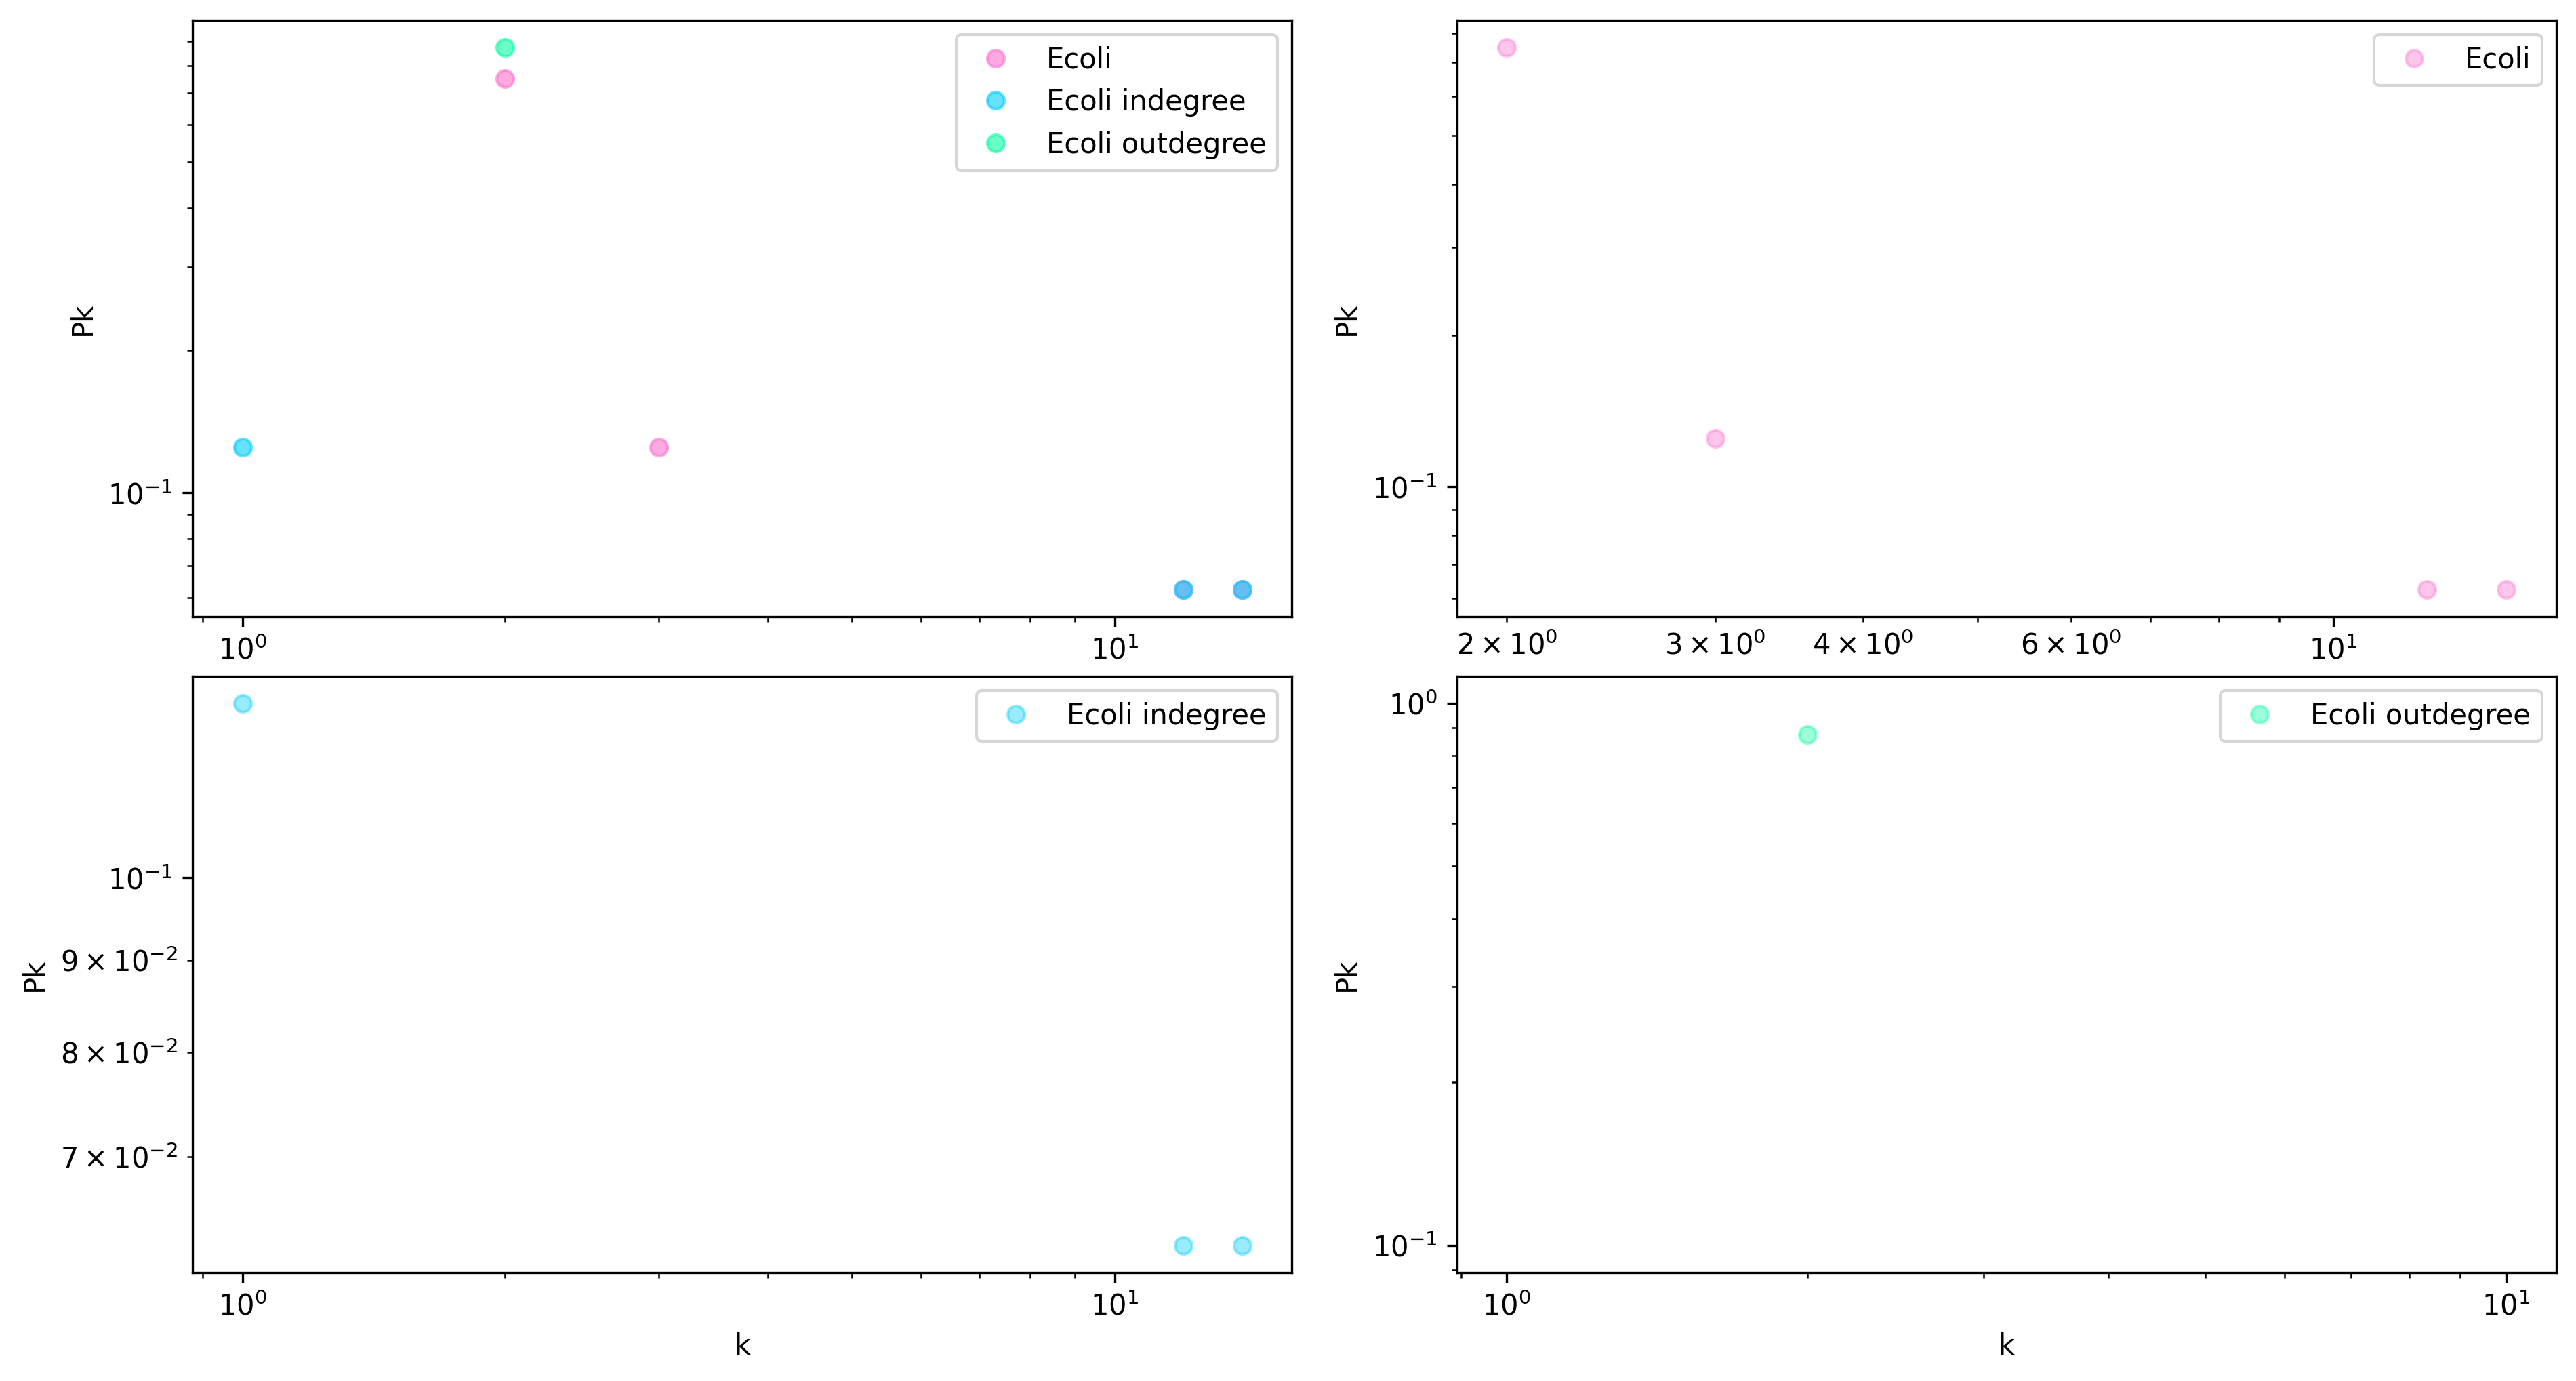 Ecoli
Ecoli indegree
Ecoli outdegree
Pk
10⁻¹
10⁰ 10¹
Ecoli
Pk
10⁻¹
2 × 10⁰ 3 × 10⁰ 4 × 10⁰ 6 × 10⁰ 10¹
Ecoli indegree
Pk
10⁻¹
9 × 10⁻²
8 × 10⁻²
7 × 10⁻²
10⁰ 10¹
k
Ecoli outdegree
Pk
10⁰
10⁻¹
10⁰ 10¹
k